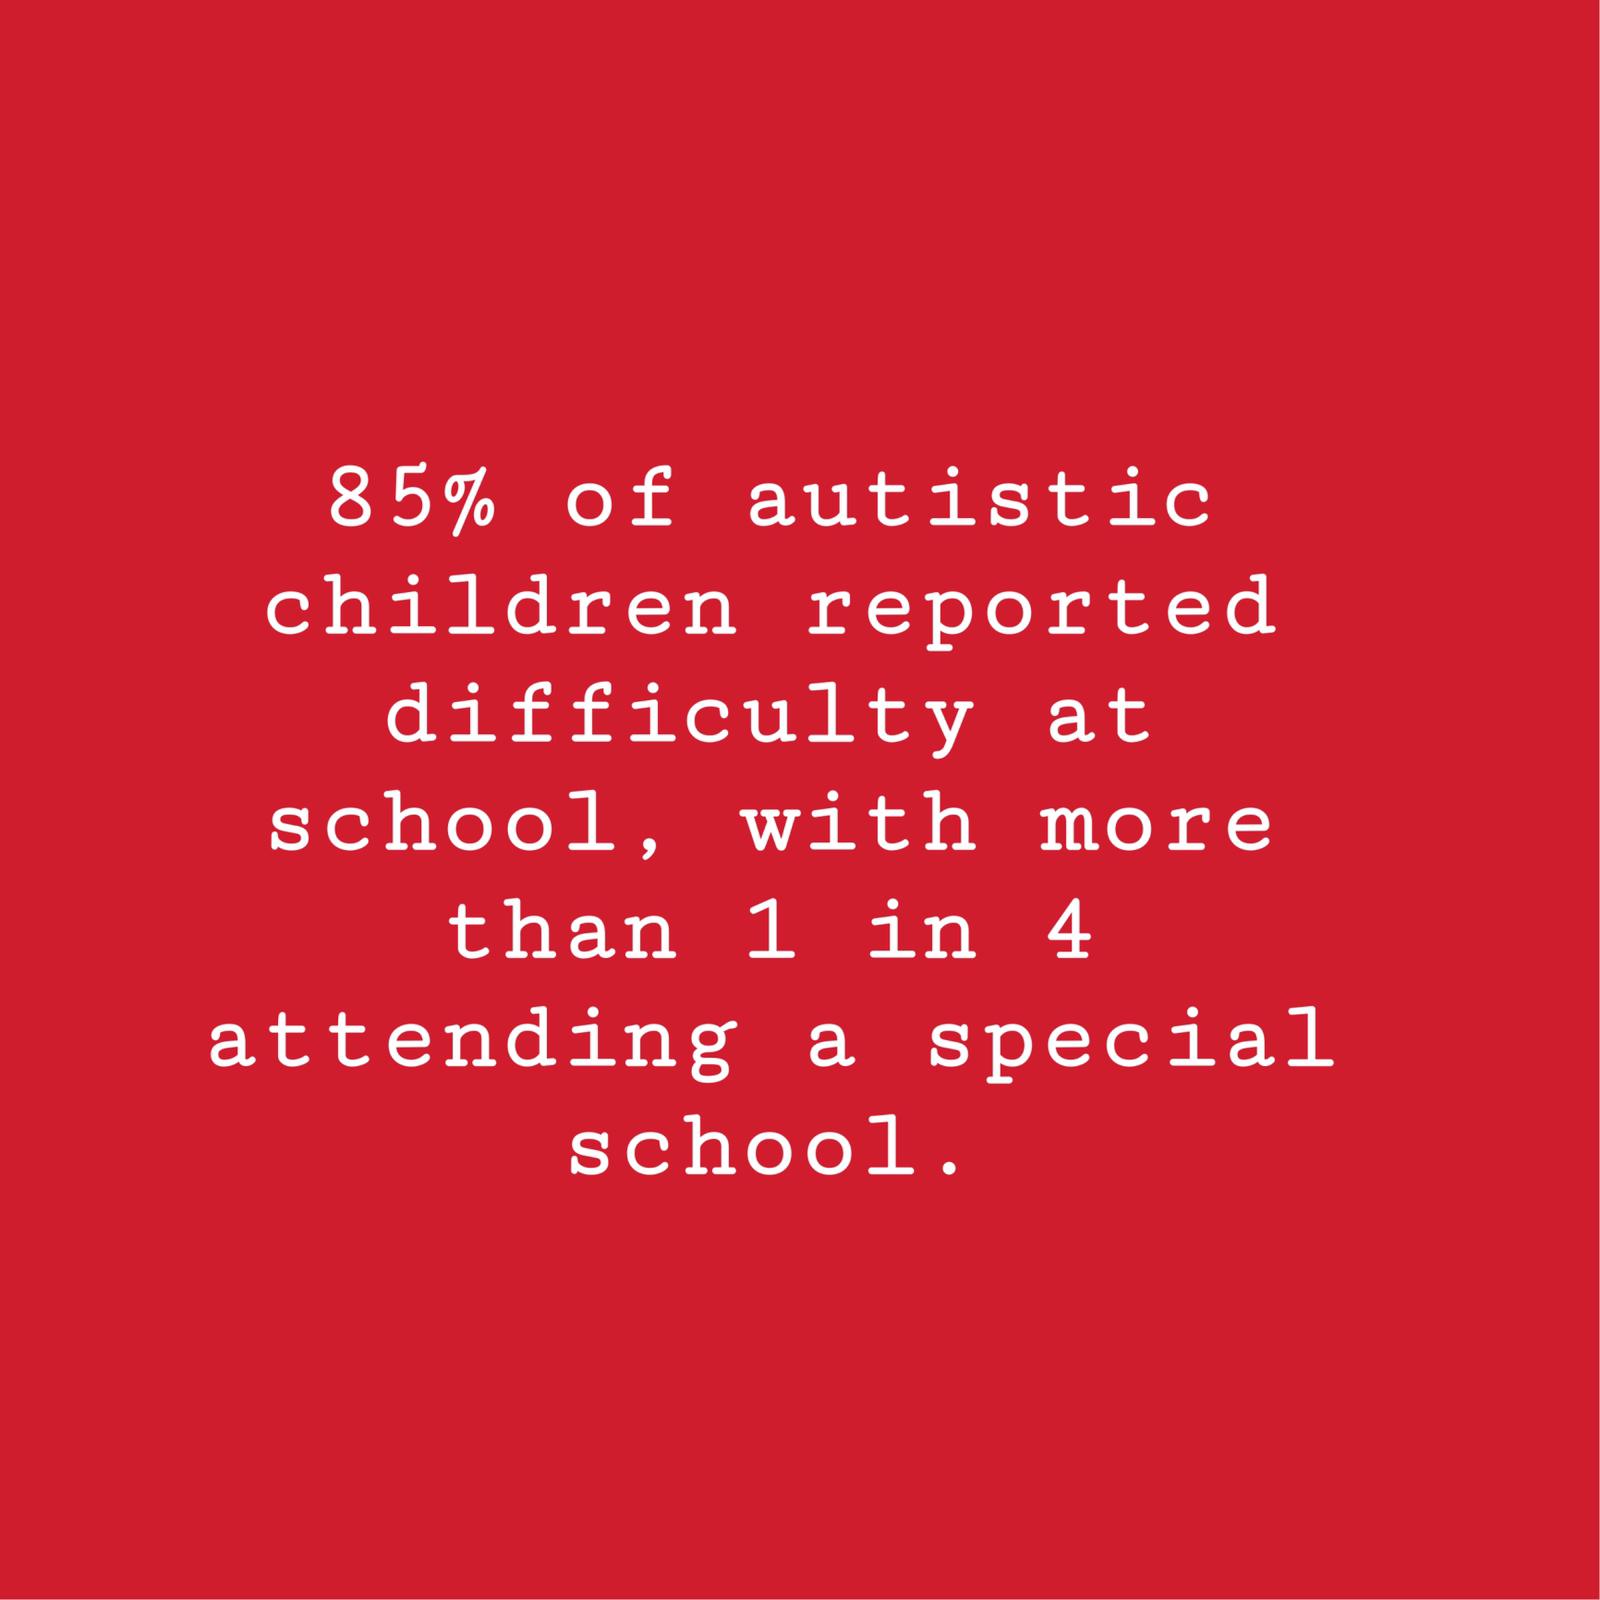 85% of autistic
children reported
difficulty at
school, with more
than 1 in 4
attending a special
school.